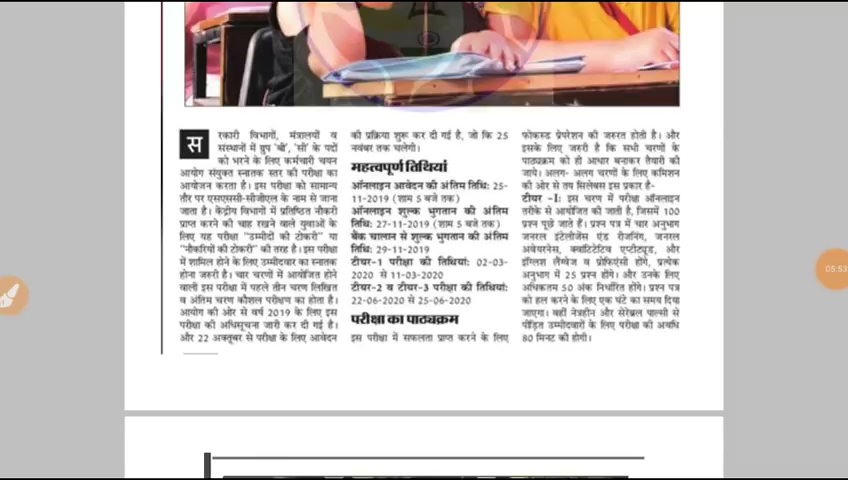 सरकारी विभागों, मंत्रालयों व
संस्थानों में ग्रुप 'बी', 'सी' के पदों
को भरने के लिए कर्मचारी चयन
आयोग संयुक्त स्नातक स्तर की परीक्षा का
आयोजन करता है। इस परीक्षा को सामान्य
तौर पर एसएससी-सीजीएल के नाम से जाना
जाता है। केंद्रीय विभागों में प्रतिष्ठित नौकरी
प्राप्त करने की चाह रखने वाले युवाओं के
लिए यह परीक्षा "उम्मीदों की टोकरी" या
"नौकरियों की टोकरी" की तरह है। इस परीक्षा
में शामिल होने के लिए उम्मीदवार का स्नातक
होना जरूरी है। चार चरणों में आयोजित होने
वाली इस परीक्षा में पहले तीन चरण लिखित
व अंतिम चरण कौशल परीक्षण का होता है।
आयोग की ओर से वर्ष 2019 के लिए इस
परीक्षा की अधिसूचना जारी कर दी गई है।
और 22 अक्तूबर से परीक्षा के लिए आवेदन
की प्रक्रिया शुरू कर दी गई है, जो कि 25
नवंबर तक चलेगी।
महत्वपूर्ण तिथियां
ऑनलाइन आवेदन की अंतिम तिथि: 25-
11-2019 (शाम 5 बजे तक)
ऑनलाइन शुल्क भुगतान की अंतिम
तिथि: 27-11-2019 (शाम 5 बजे तक)
बैंक चालान से शुल्क भुगतान की अंतिम
तिथि: 29-11-2019
टीयर-1 परीक्षा की तिथियां: 02-03-
2020 से 11-03-2020
टीयर-2 व टीयर-3 परीक्षा की तिथियां:
22-06-2020 से 25-06-2020
परीक्षा का पाठ्यक्रम
इस परीक्षा में सफलता प्राप्त करने के लिए
फोकस्ड प्रेपरेशन की जरुरत होती है। और
इसके लिए जरुरी है कि सभी चरणों के
पाठ्यक्रम को ही आधार बनाकर तैयारी की
जाये। अलग- अलग चरणों के लिए कमिशन
की ओर से तय सिलेबस इस प्रकार है-
टीयर -I: इस चरण में परीक्षा ऑनलाइन
तरीके से आयोजित की जाती है, जिसमें 100
प्रश्न पूछे जाते हैं। प्रश्न पत्र में चार अनुभाग
जनरल इंटेलीजेंस एंड रीजनिंग, जनरल
अवेयरनेस, क्वांटिटेटिव एप्टीट्यूड, और
इंग्लिश लैंग्वेज व प्रोफिएंसी होंगे, प्रत्येक
अनुभाग में 25 प्रश्न होंगे। और उनके लिए
अधिकतम 50 अंक निर्धारित होंगे। प्रश्न पत्र
को हल करने के लिए एक घंटे का समय दिया
जाएगा। वहीं नेत्रहीन और सेरेब्रल पाल्सी से
पीड़ित उम्मीदवारों के लिए परीक्षा की अवधि
80 मिनट की होगी।
05:53